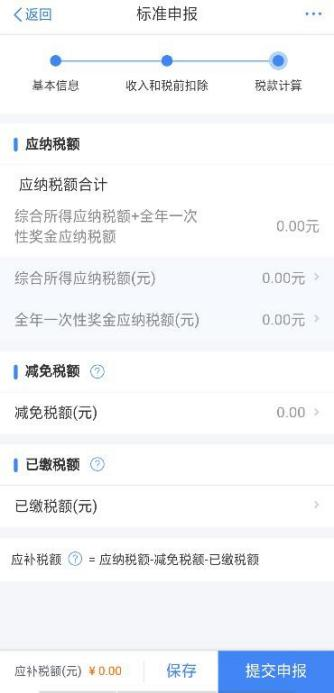 返回
标准申报
基本信息
收入和税前扣除
税款计算
应纳税额
应纳税额合计
综合所得应纳税额+全年一次
性奖金应纳税额
0.00元
综合所得应纳税额(元)
0.00元
全年一次性奖金应纳税额(元)
0.00元
减免税额 ?
减免税额(元)
0.00
已缴税额 ?
已缴税额(元)
应补税额 ? = 应纳税额-减免税额-已缴税额
应补税额(元) ¥0.00
保存
提交申报